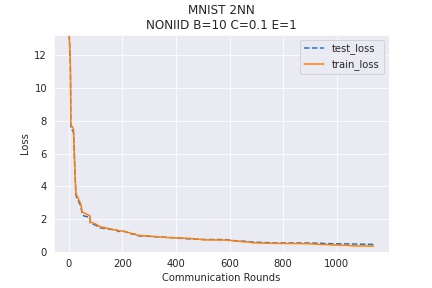 MNIST 2NN
NONIID B=10 C=0.1 E=1
test_loss
train_loss
12
10
8
6
4
2
0
Loss
0 200 400 600 800 1000
Communication Rounds